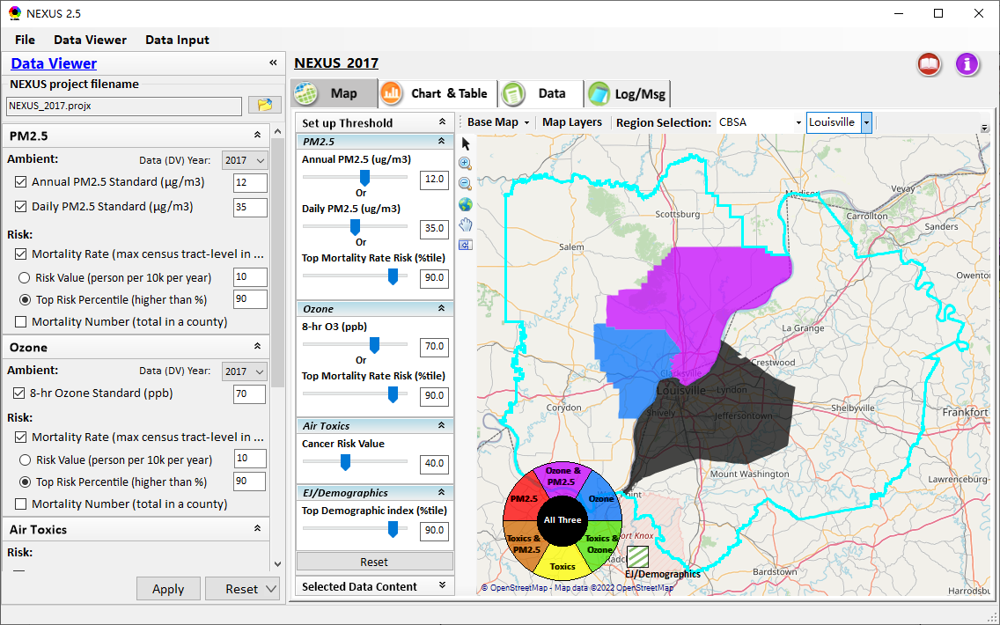 NEXUS 2.5
File Data Viewer Data Input
Data Viewer «
NEXUS project filename
NEXUS_2017.projx
PM2.5
Ambient: Data (DV) Year: 2017
Annual PM2.5 Standard (µg/m3) 12
Daily PM2.5 Standard (µg/m3) 35
Risk:
Mortality Rate (max census tract-level in ...
Risk Value (person per 10k per year) 10
Top Risk Percentile (higher than %) 90
Mortality Number (total in a county)
Ozone
Ambient: Data (DV) Year: 2017
8-hr Ozone Standard (ppb) 70
Risk:
Mortality Rate (max census tract-level in ...
Risk Value (person per 10k per year) 10
Top Risk Percentile (higher than %) 90
Mortality Number (total in a county)
Air Toxics
Risk:
Apply Reset
NEXUS_2017
Map Chart & Table Data Log/Msg
Set up Threshold
PM2.5
Annual PM2.5 (ug/m3)
12.0
Or
Daily PM2.5 (ug/m3)
35.0
Or
Top Mortality Rate Risk (%tile)
90.0
Ozone
8-hr O3 (ppb)
70.0
Or
Top Mortality Rate Risk (%tile)
90.0
Air Toxics
Cancer Risk Value
40.0
EJ/Demographics
Top Demographic index (%tile)
90.0
Reset
Selected Data Content
Base Map Map Layers Region Selection: CBSA Louisville
Madison
Vevay
Scottsburg
Carrollton
Sanders
Salem
Owento
La Grange
Crestwood
Clarksville
Louisville
Lyndon
Corydon
Shively
Jeffersontown
Shelbyville
Frankfort
Mount Washington
Lawrenceburg
oint
ort Knox
Radcl
Bardstown
Harrodsbu
Ozone & PM2.5
PM2.5
Ozone
All Three
Toxics & PM2.5
Toxics & Ozone
Toxics
EJ/Demographics
© OpenStreetMap - Map data ©2022 OpenStreetMap